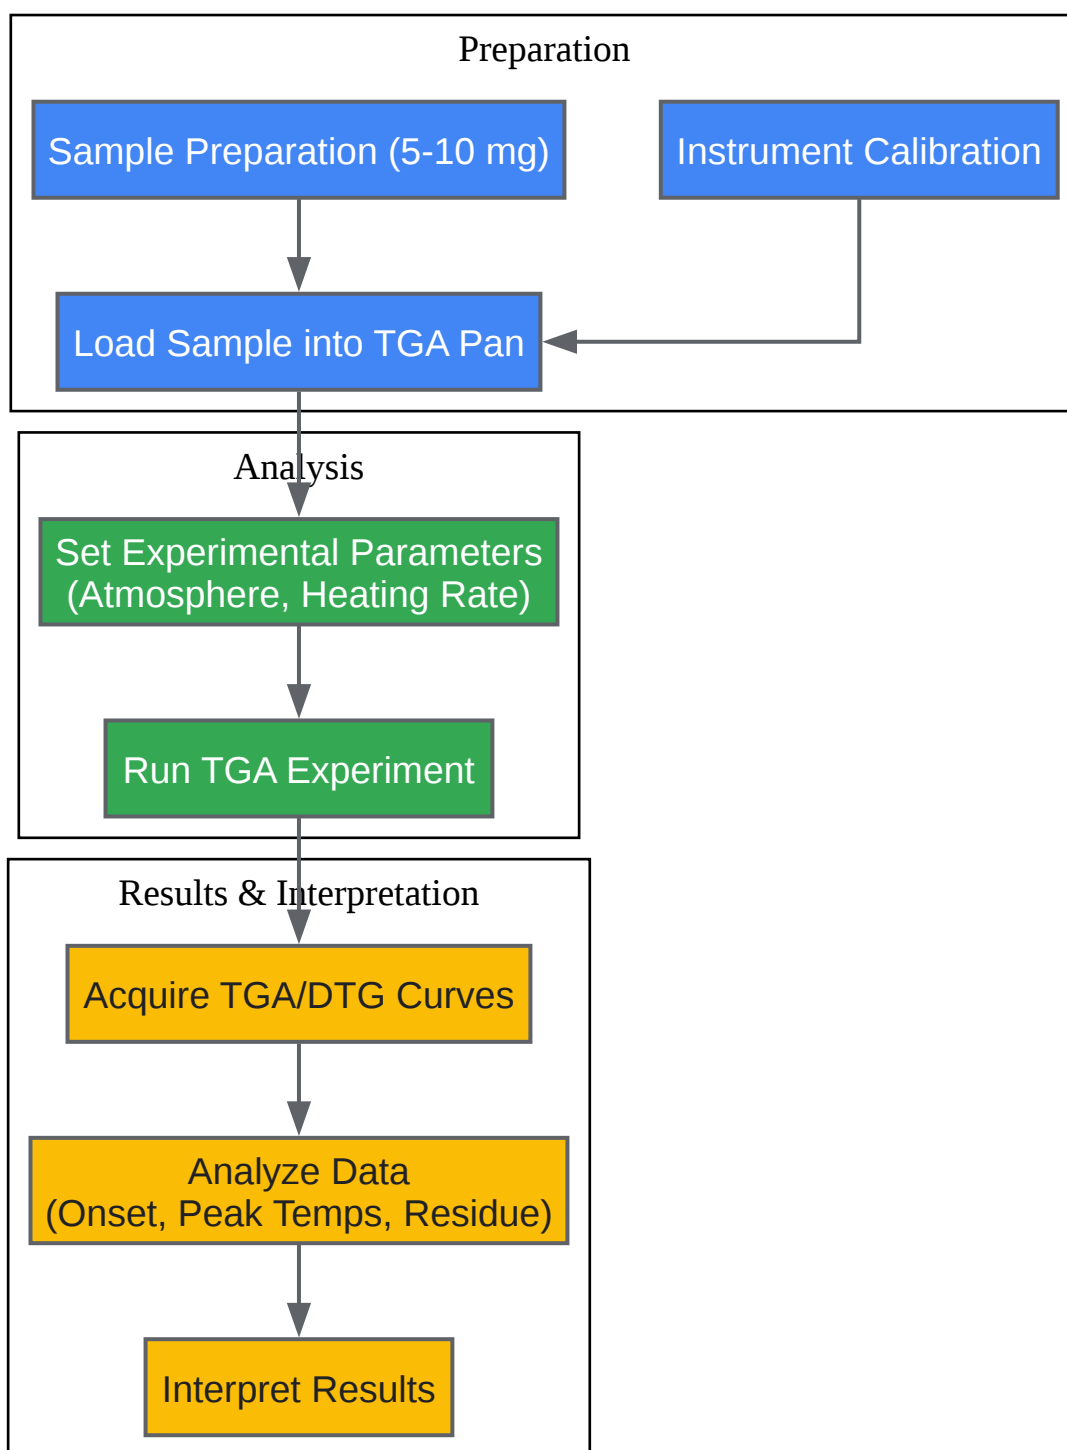 Preparation
Sample Preparation (5-10 mg)
Instrument Calibration
Load Sample into TGA Pan
Analysis
Set Experimental Parameters
(Atmosphere, Heating Rate)
Run TGA Experiment
Results & Interpretation
Acquire TGA/DTG Curves
Analyze Data
(Onset, Peak Temps, Residue)
Interpret Results